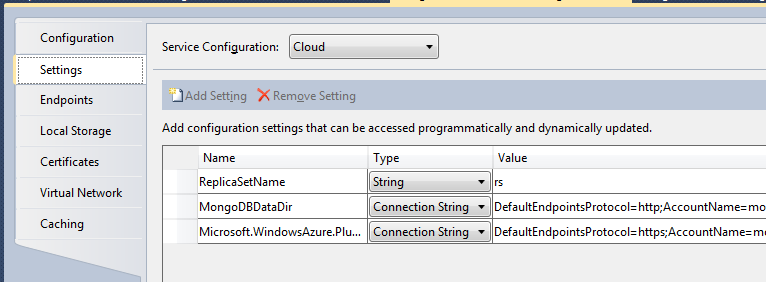 Configuration
Settings
Endpoints
Local Storage
Certificates
Virtual Network
Caching
Service Configuration: Cloud
Add Setting Remove Setting
Add configuration settings that can be accessed programmatically and dynamically updated.
Name Type Value
ReplicaSetName String rs
MongoDBDataDir Connection String DefaultEndpointsProtocol=http;AccountName=mo
Microsoft.WindowsAzure.Plu... Connection String DefaultEndpointsProtocol=https;AccountName=m